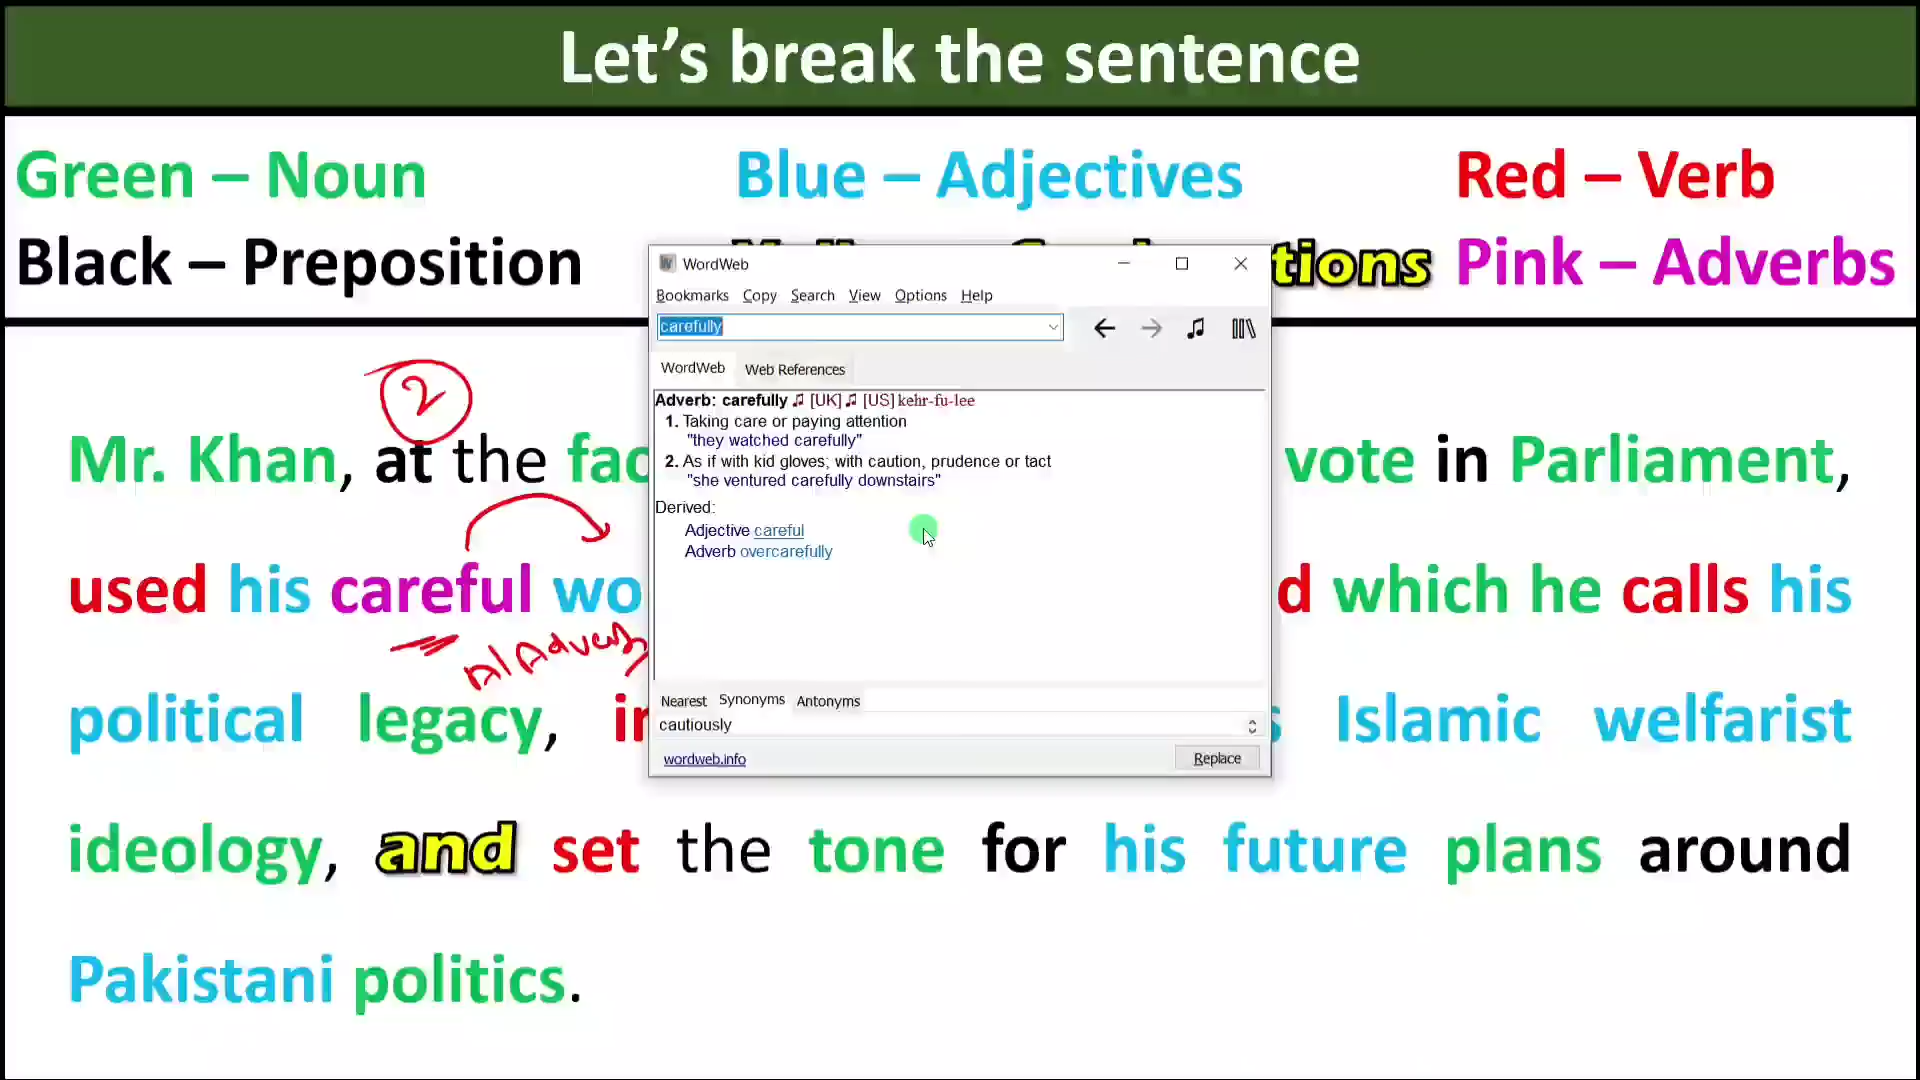 Let's break the sentence
Green – Noun
Blue – Adjectives
Red – Verb
Black – Preposition
Pink – Adverbs
WordWeb
Bookmarks Copy Search View Options Help
carefully
WordWeb Web References
Adverb: carefully ♫ [UK] ♫ [US] kehr-fu-lee
1. Taking care or paying attention
"they watched carefully"
2. As if with kid gloves; with caution, prudence or tact
"she ventured carefully downstairs"
Derived:
Adjective careful
Adverb overcarefully
Nearest Synonyms Antonyms
cautiously
wordweb.info
Replace
2
Mr. Khan, at the vote in Parliament,
used his careful which he calls his
Adverb
political legacy, Islamic welfarist
ideology, and set the tone for his future plans around
Pakistani politics.